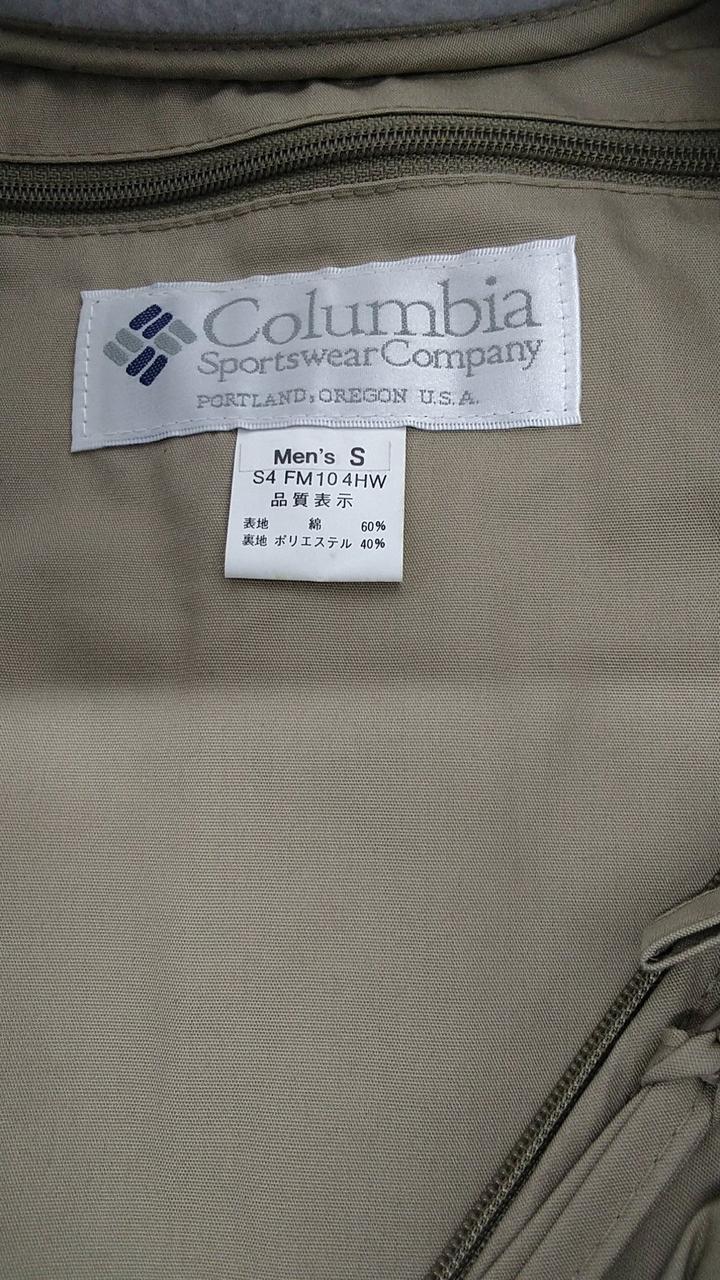 Columbia
Sportswear Company
PORTLAND, OREGON U.S.A.
Men's S
S4 FM10 4HW
品質表示
表地 綿 60%
裏地 ポリエステル 40%